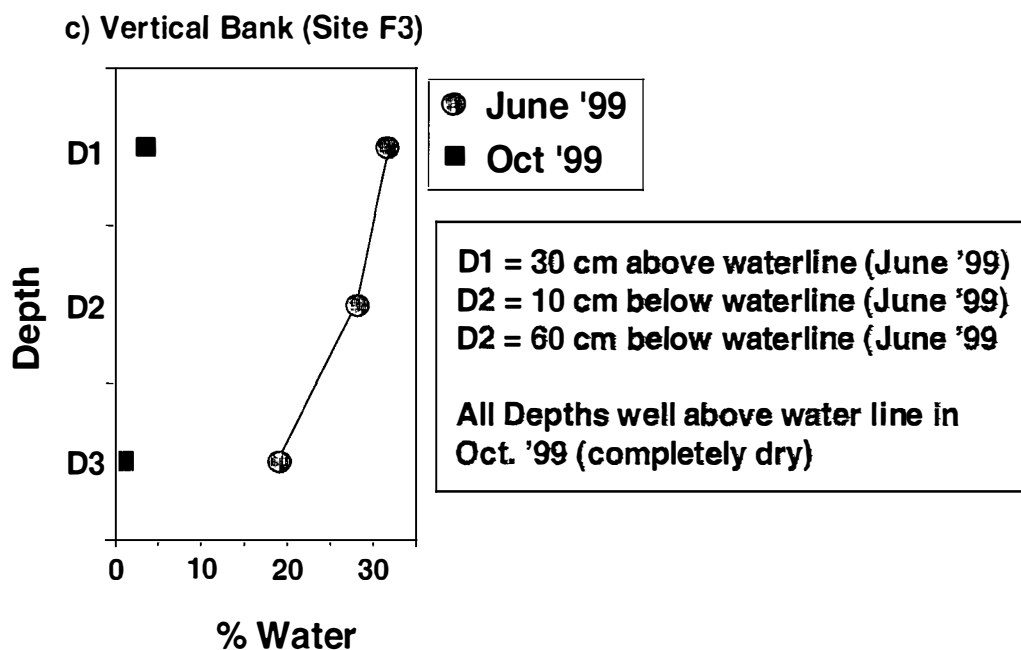 c) Vertical Bank (Site F3)
June '99
Oct '99
D1
D2
D3
Depth
D1 = 30 cm above waterline (June '99)
D2 = 10 cm below waterline (June '99)
D2 = 60 cm below waterline (June '99
All Depths well above water line in
Oct. '99 (completely dry)
0 10 20 30
% Water